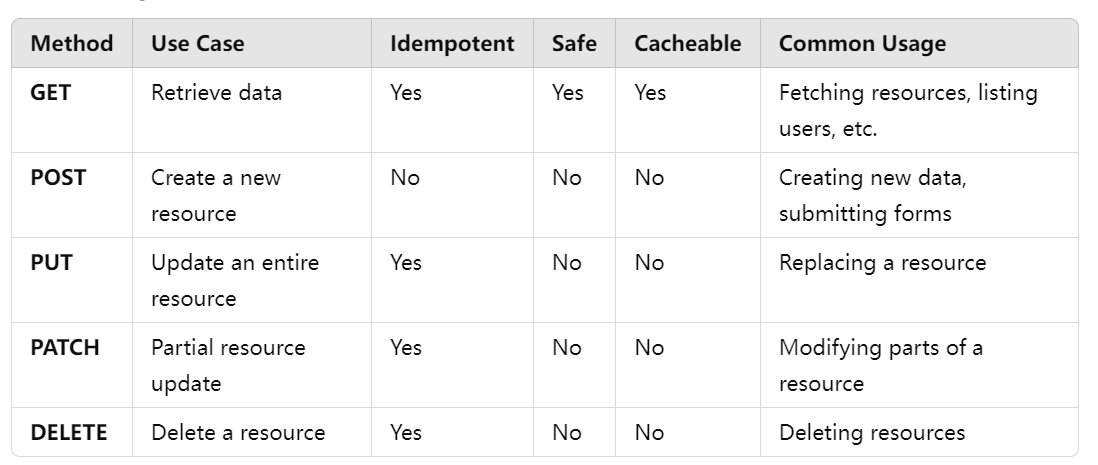 Method Use Case Idempotent Safe Cacheable Common Usage
GET Retrieve data Yes Yes Yes Fetching resources, listing
users, etc.
POST Create a new No No No Creating new data,
resource submitting forms
PUT Update an entire Yes No No Replacing a resource
resource
PATCH Partial resource Yes No No Modifying parts of a
update resource
DELETE Delete a resource Yes No No Deleting resources